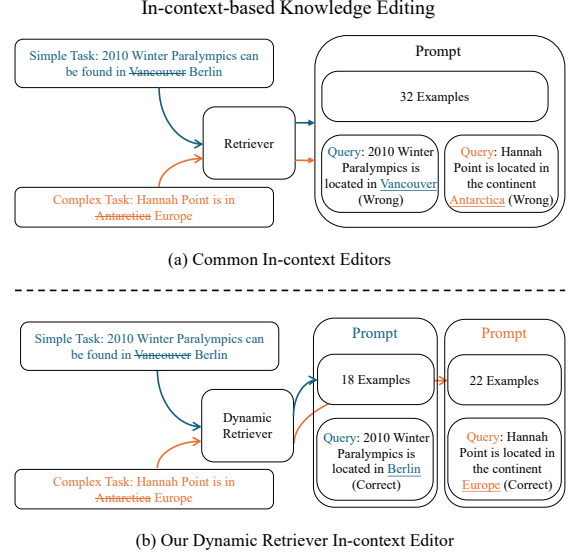 In-context-based Knowledge Editing
Simple Task: 2010 Winter Paralympics can
be found in Vancouver Berlin
Retriever
Complex Task: Hannah Point is in
Antarctica Europe
Prompt
32 Examples
Query: 2010 Winter
Paralympics is
located in Vancouver
(Wrong)
Query: Hannah
Point is located in
the continent
Antarctica (Wrong)
(a) Common In-context Editors
Simple Task: 2010 Winter Paralympics can
be found in Vancouver Berlin
Dynamic
Retriever
Complex Task: Hannah Point is in
Antarctica Europe
Prompt
18 Examples
Query: 2010 Winter
Paralympics is
located in Berlin
(Correct)
Prompt
22 Examples
Query: Hannah
Point is located in
the continent
Europe (Correct)
(b) Our Dynamic Retriever In-context Editor